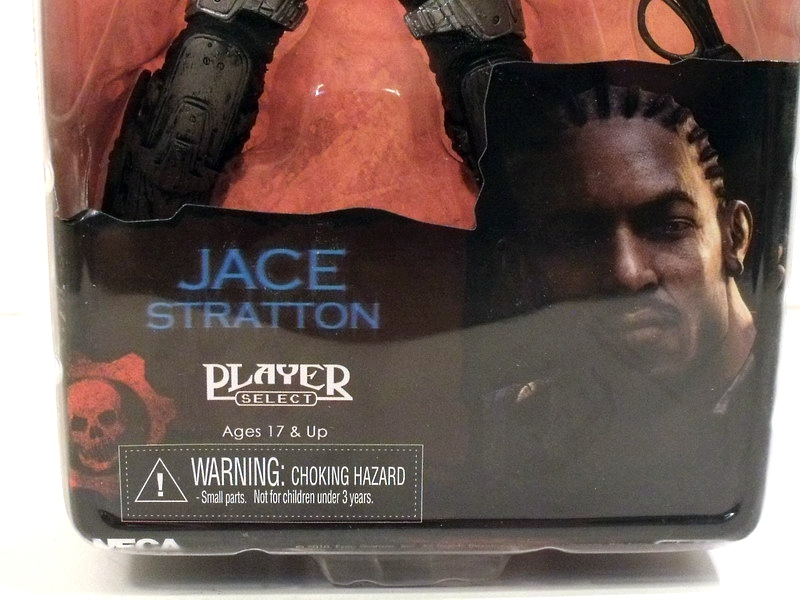 JACE
STRATTON
PLAYER
SELECT
Ages 17 & Up
WARNING: CHOKING HAZARD
- Small parts. Not for children under 3 years.
NECA